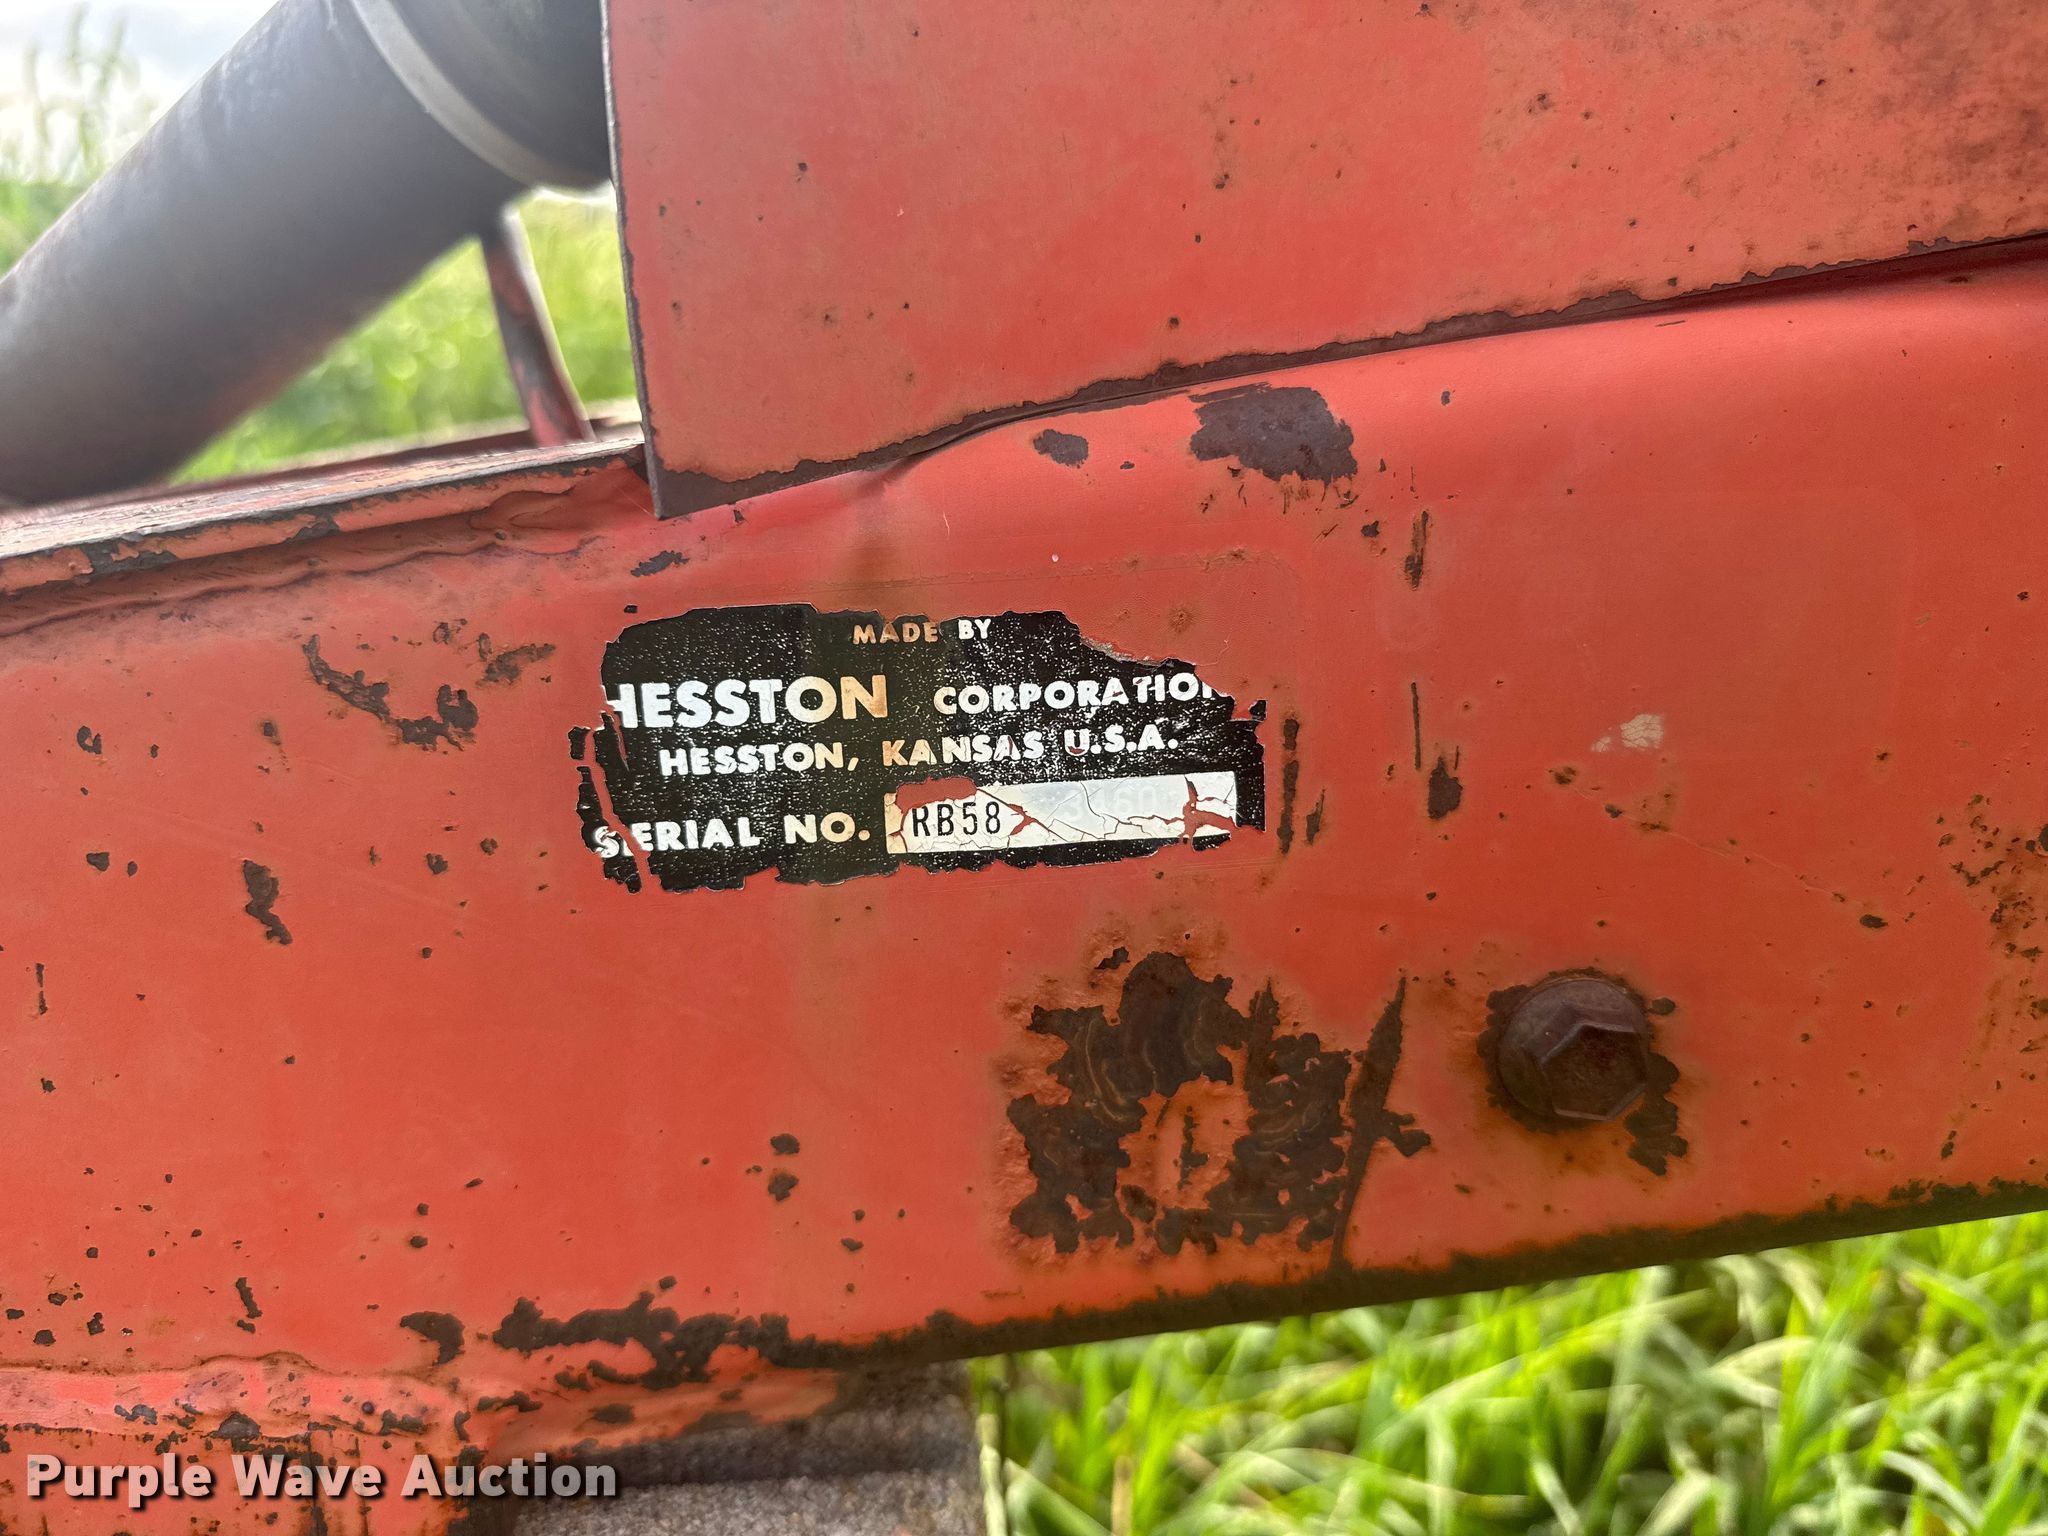 MADE BY
HESSTON CORPORATION
HESSTON, KANSAS U.S.A.
SERIAL NO. RB58
Purple Wave Auction